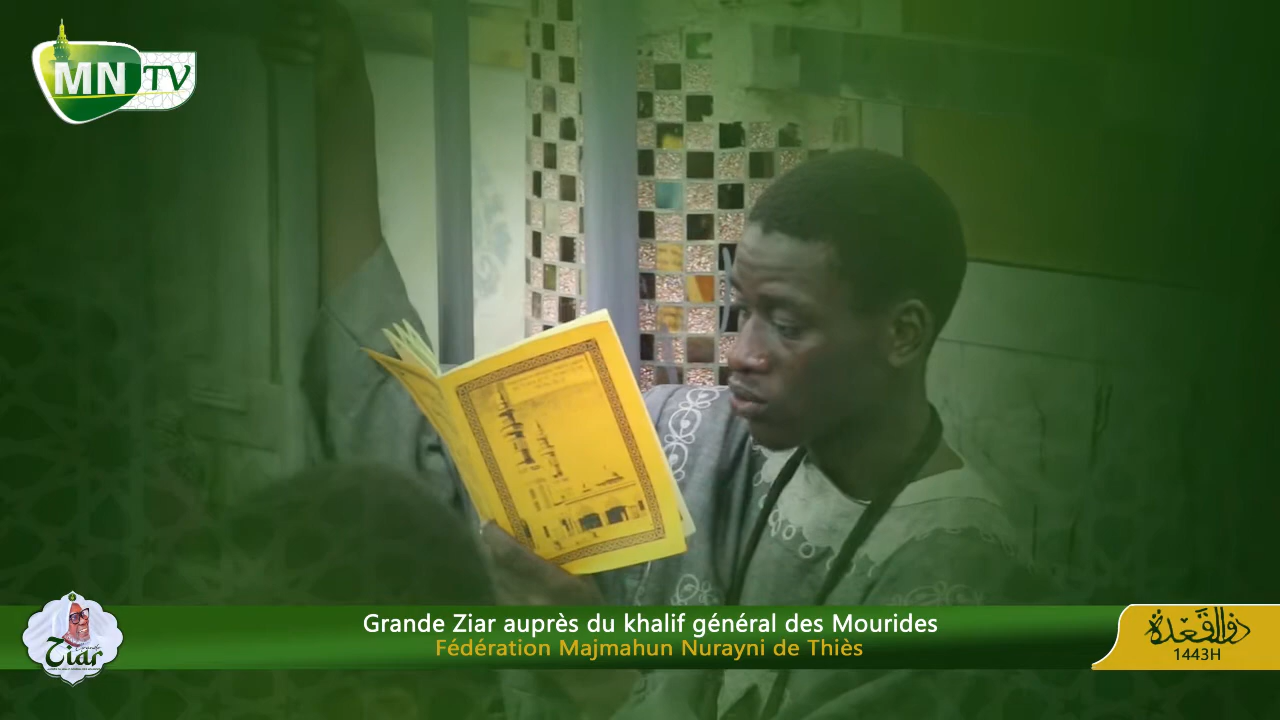 MN TV
Grande Ziar auprès du khalif général des Mourides
Fédération Majmahun Nurayni de Thiès
Ziar
ذو القعدة
1443H